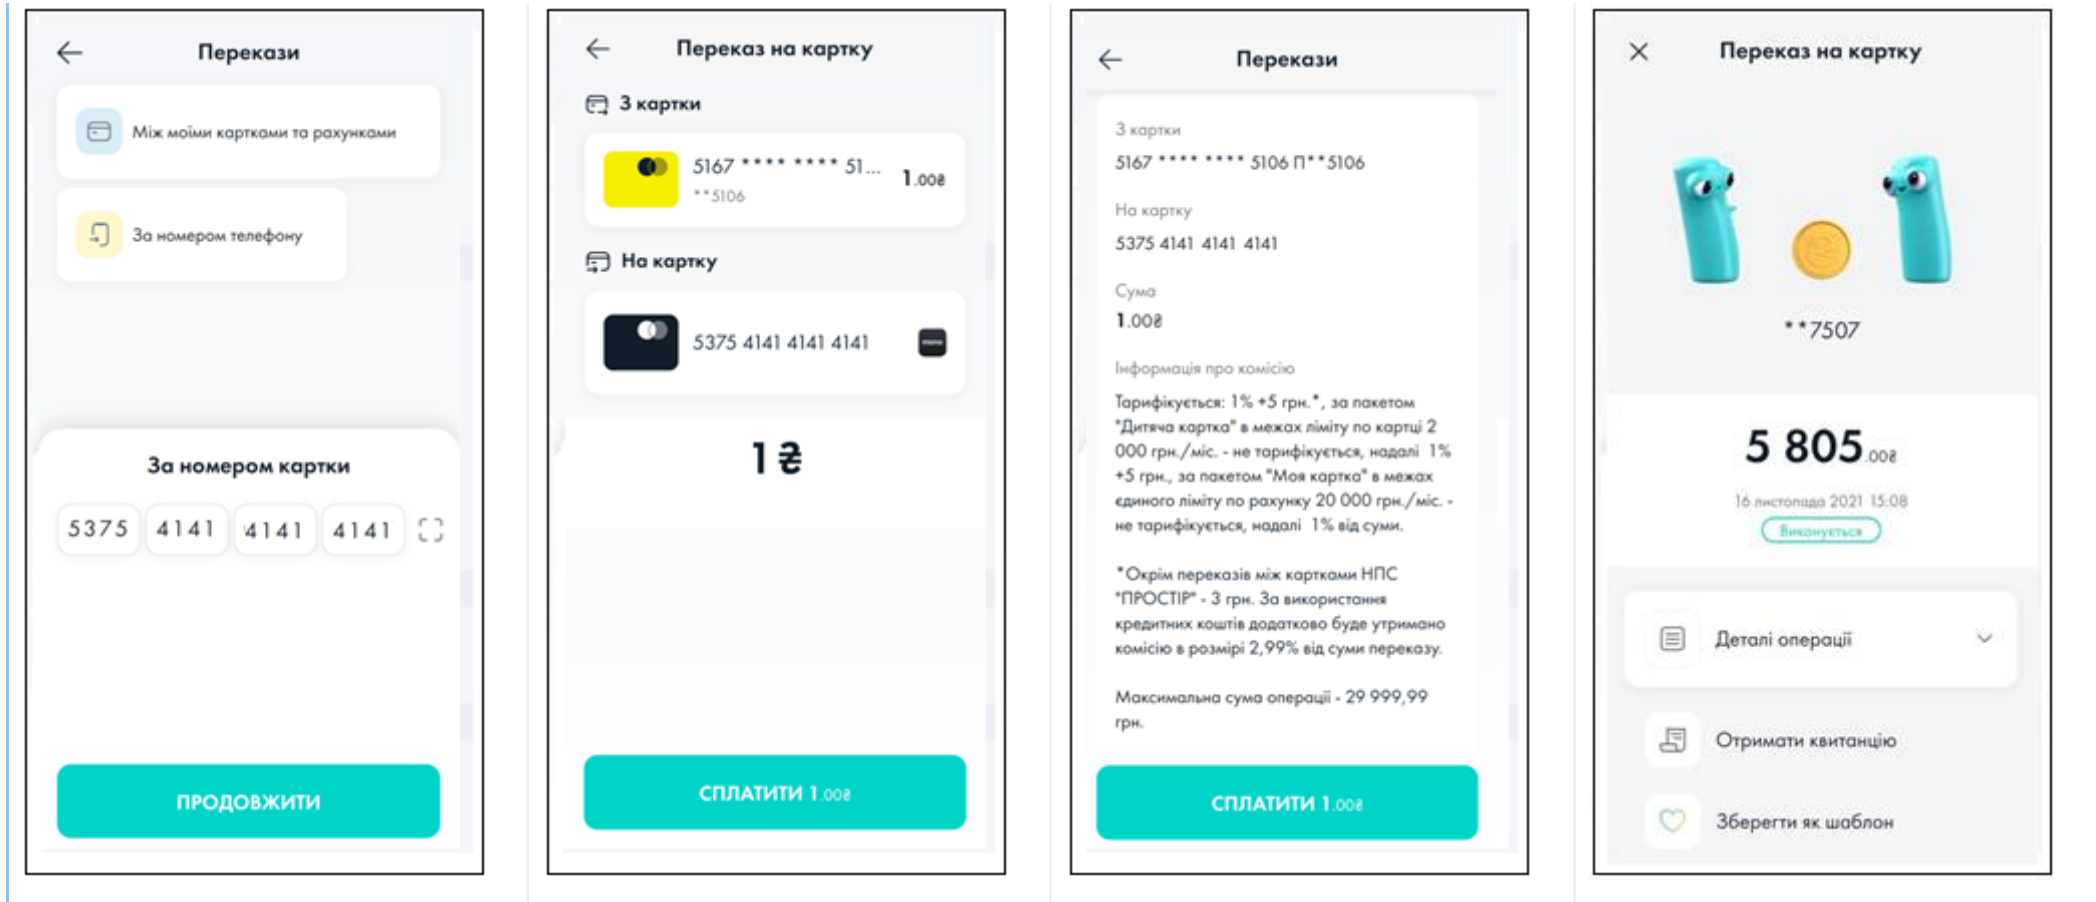 Перекази
Між моїми картками та рахунками
За номером телефону
За номером картки
5375 4141 4141 4141
ПРОДОВЖИТИ
Переказ на картку
З картки
5167 **** **** 51... 1.00₴
**5106
На картку
5375 4141 4141 4141
1 ₴
СПЛАТИТИ 1.00₴
Перекази
З картки
5167 **** **** 5106 П**5106
На картку
5375 4141 4141 4141
Сума
1.00₴
Інформація про комісію
Тарифікується: 1% +5 грн.*, за пакетом
"Дитяча картка" в межах ліміту по картці 2
000 грн./міс. - не тарифікується, надалі 1%
+5 грн., за пакетом "Моя картка" в межах
єдиного ліміту по рахунку 20 000 грн./міс. -
не тарифікується, надалі 1% від суми.
*Окрім переказів між картками НПС
"ПРОСТІР" - 3 грн. За використання
кредитних коштів додатково буде утримано
комісію в розмірі 2,99% від суми переказу.
Максимальна сума операції - 29 999,99
грн.
СПЛАТИТИ 1.00₴
Переказ на картку
**7507
5 805.00₴
16 листопада 2021 15:08
Виконується
Деталі операції
Отримати квитанцію
Зберегти як шаблон